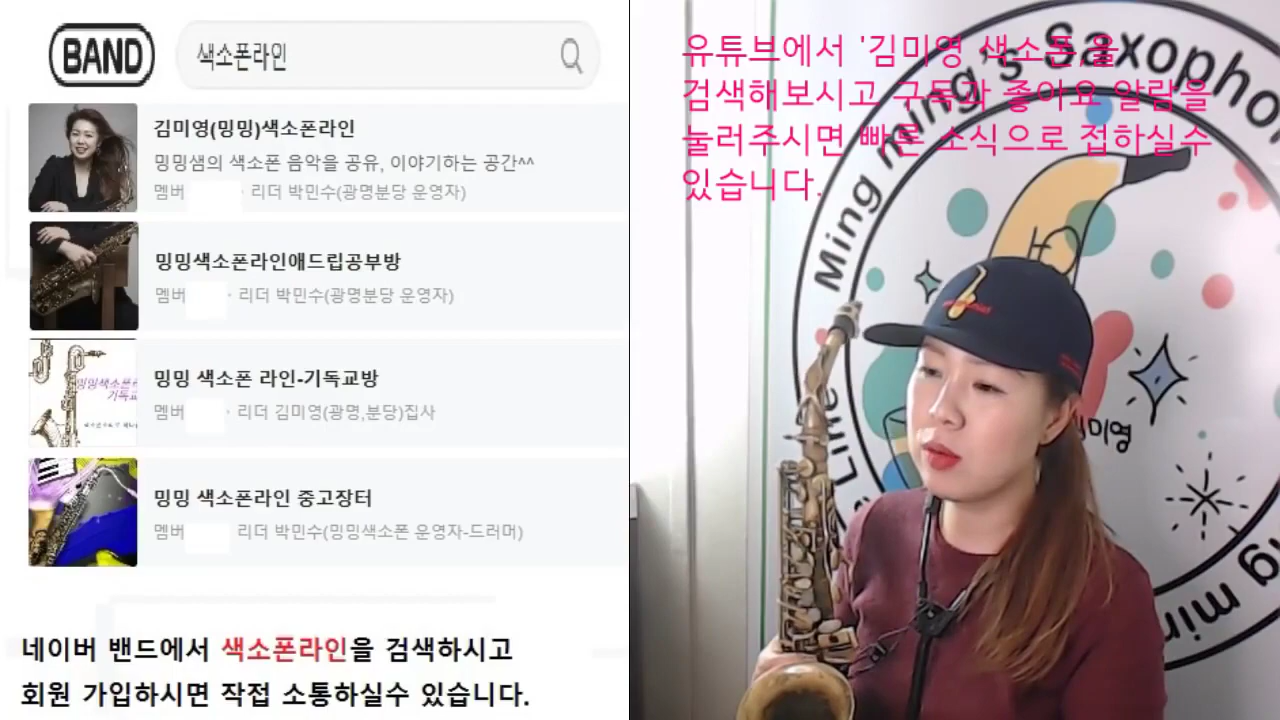 BAND
색소폰라인
김미영(밍밍)색소폰라인
밍밍샘의 색소폰 음악을 공유, 이야기하는 공간^^
멤버 · 리더 박민수(광명분당 운영자)
밍밍색소폰라인애드립공부방
멤버 · 리더 박민수(광명분당 운영자)
밍밍 색소폰 라인-기독교방
멤버 · 리더 김미영(광명,분당)집사
밍밍 색소폰라인 중고장터
멤버 리더 박민수(밍밍색소폰 운영자-드러머)
네이버 밴드에서 색소폰라인을 검색하시고
회원 가입하시면 작접 소통하실수 있습니다.
유튜브에서 '김미영 색소폰,을
검색해보시고 구독과 좋아요 알람을
눌러주시면 빠른 소식으로 접하실수
있습니다.
Ming ming's Saxophon
Line
김미영